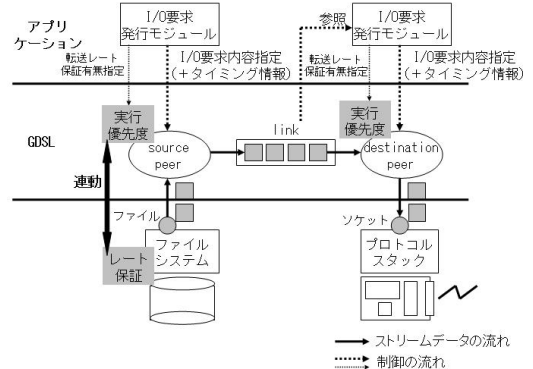 アプリ
ケーション
I/O要求
発行モジュール
参照
I/O要求
発行モジュール
転送レート
保証有無指定
I/O要求内容指定
(＋タイミング情報)
転送レート
保証有無指定
I/O要求内容指定
(＋タイミング情報)
GDSL
実行
優先度
source
peer
link
実行
優先度
destination
peer
連動
ファイル
ソケット
レート
保証
ファイル
システム
プロトコル
スタック
ストリームデータの流れ
制御の流れ